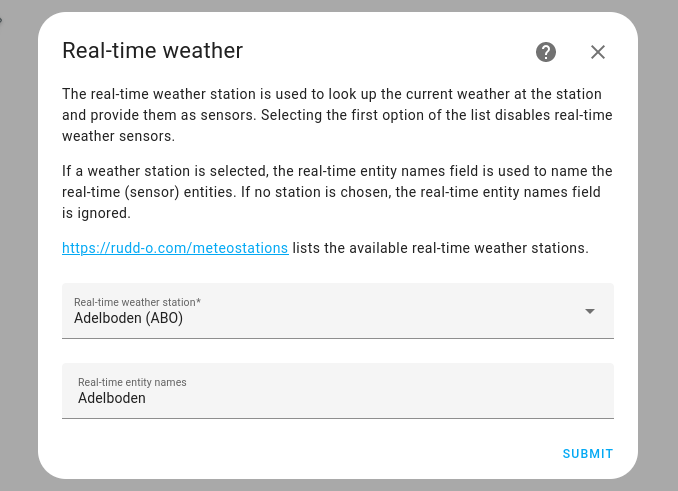 Real-time weather
The real-time weather station is used to look up the current weather at the station
and provide them as sensors. Selecting the first option of the list disables real-time
weather sensors.
If a weather station is selected, the real-time entity names field is used to name the
real-time (sensor) entities. If no station is chosen, the real-time entity names field
is ignored.
https://rudd-o.com/meteostations lists the available real-time weather stations.
Real-time weather station*
Adelboden (ABO)
Real-time entity names
Adelboden
SUBMIT